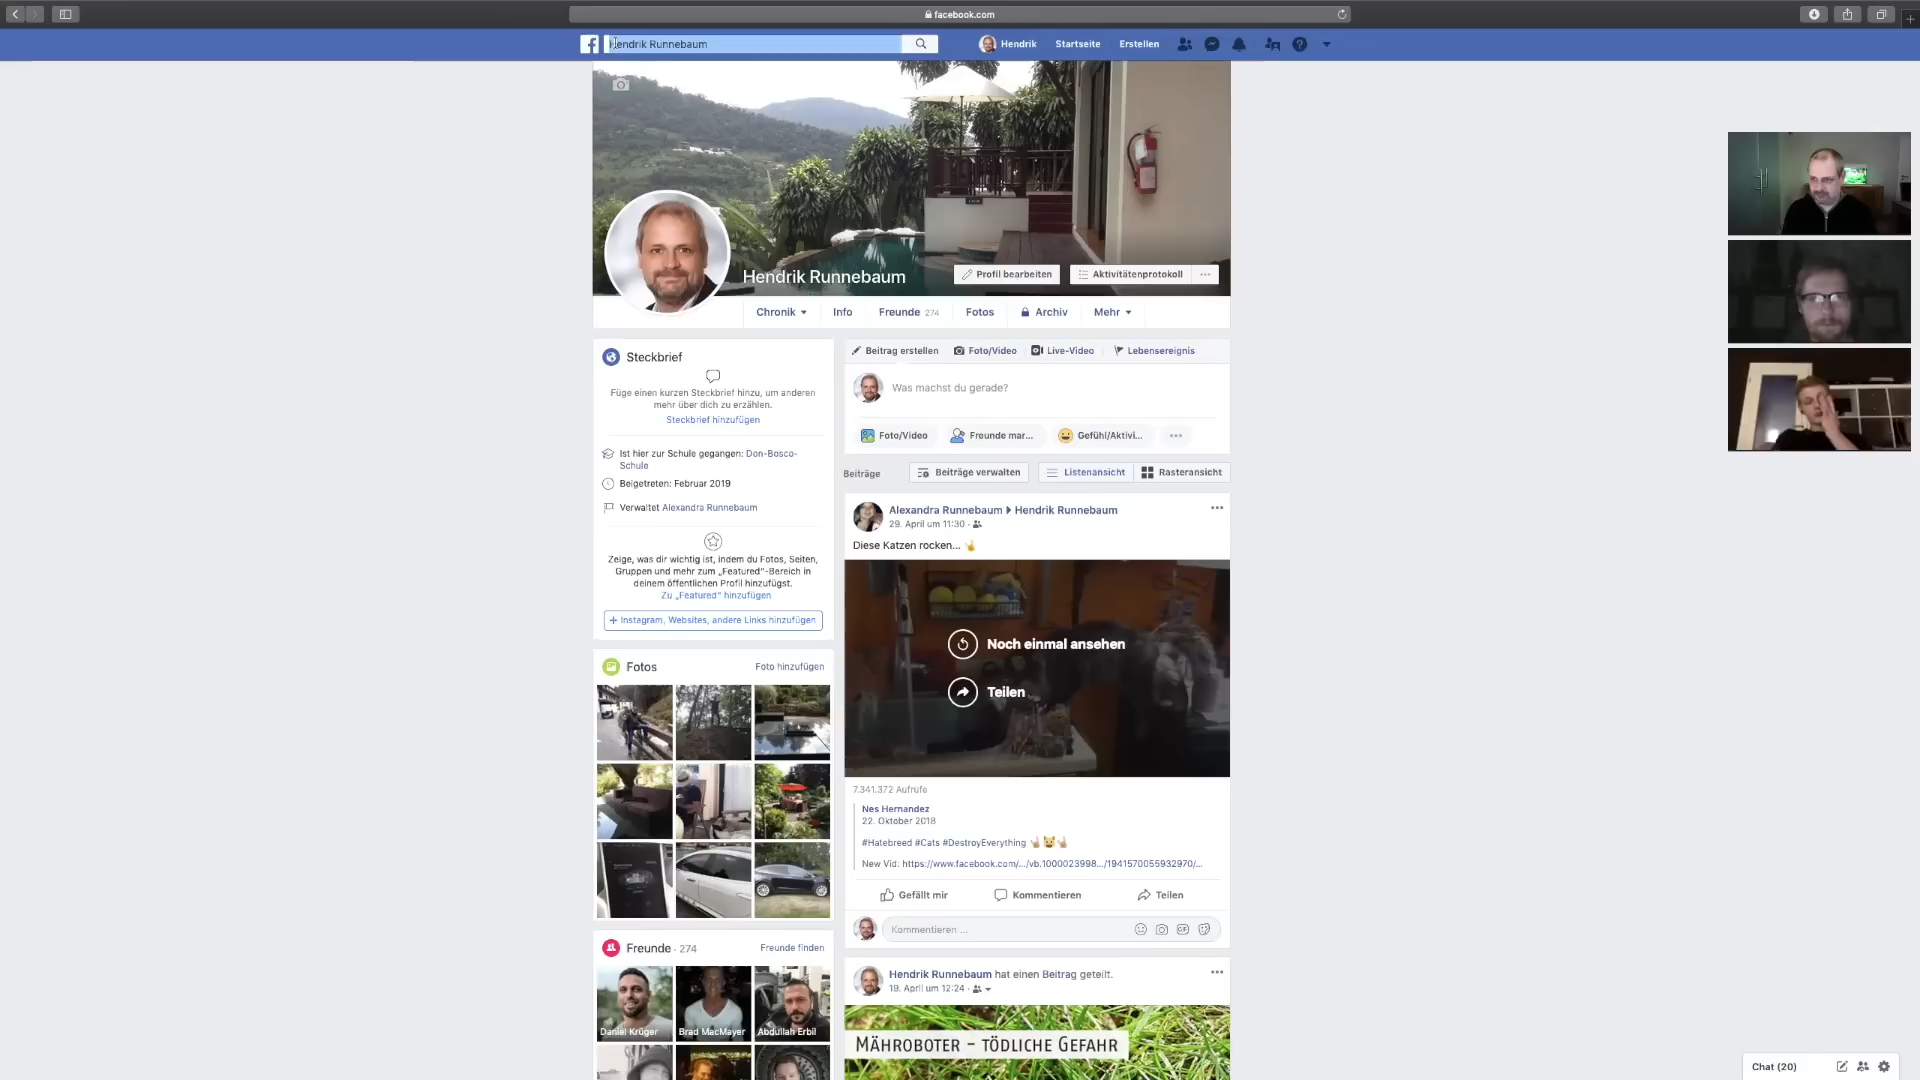 facebook.com
Hendrik Runnebaum
Hendrik
Startseite
Erstellen
Hendrik Runnebaum
Profil bearbeiten
Aktivitätenprotokoll
Chronik
Info
Freunde 274
Fotos
Archiv
Mehr
Steckbrief
Füge einen kurzen Steckbrief hinzu, um anderen
mehr über dich zu erzählen.
Steckbrief hinzufügen
Ist hier zur Schule gegangen: Don-Bosco-
Schule
Beigetreten: Februar 2019
Verwaltet Alexandra Runnebaum
Zeige, was dir wichtig ist, indem du Fotos, Seiten,
Gruppen und mehr zum „Featured"-Bereich in
deinem öffentlichen Profil hinzufügst.
Zu „Featured" hinzufügen
+ Instagram, Websites, andere Links hinzufügen
Fotos
Foto hinzufügen
Freunde · 274
Freunde finden
Daniel Krüger
Brad MacMayer
Abdullah Erbil
Beitrag erstellen
Foto/Video
Live-Video
Lebensereignis
Was machst du gerade?
Foto/Video
Freunde mar...
Gefühl/Aktivi...
Beiträge
Beiträge verwalten
Listenansicht
Rasteransicht
Alexandra Runnebaum ▶ Hendrik Runnebaum
29. April um 11:30 ·
Diese Katzen rocken... 🤘
Noch einmal ansehen
Teilen
7.341.372 Aufrufe
Nes Hernandez
22. Oktober 2018
#Hatebreed #Cats #DestroyEverything 🤘😼🤘
New Vid: https://www.facebook.com/.../vb.1000023998.../1941570055932970/...
Gefällt mir
Kommentieren
Teilen
Kommentieren ...
GIF
Hendrik Runnebaum hat einen Beitrag geteilt.
19. April um 12:24 ·
MÄHROBOTER – TÖDLICHE GEFAHR
Chat (20)